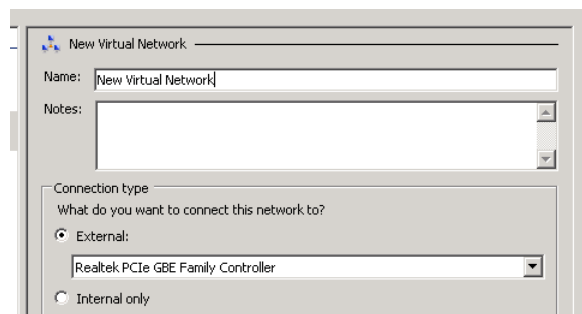 New Virtual Network
Name: New Virtual Network
Notes:
Connection type
What do you want to connect this network to?
External:
Realtek PCIe GBE Family Controller
Internal only